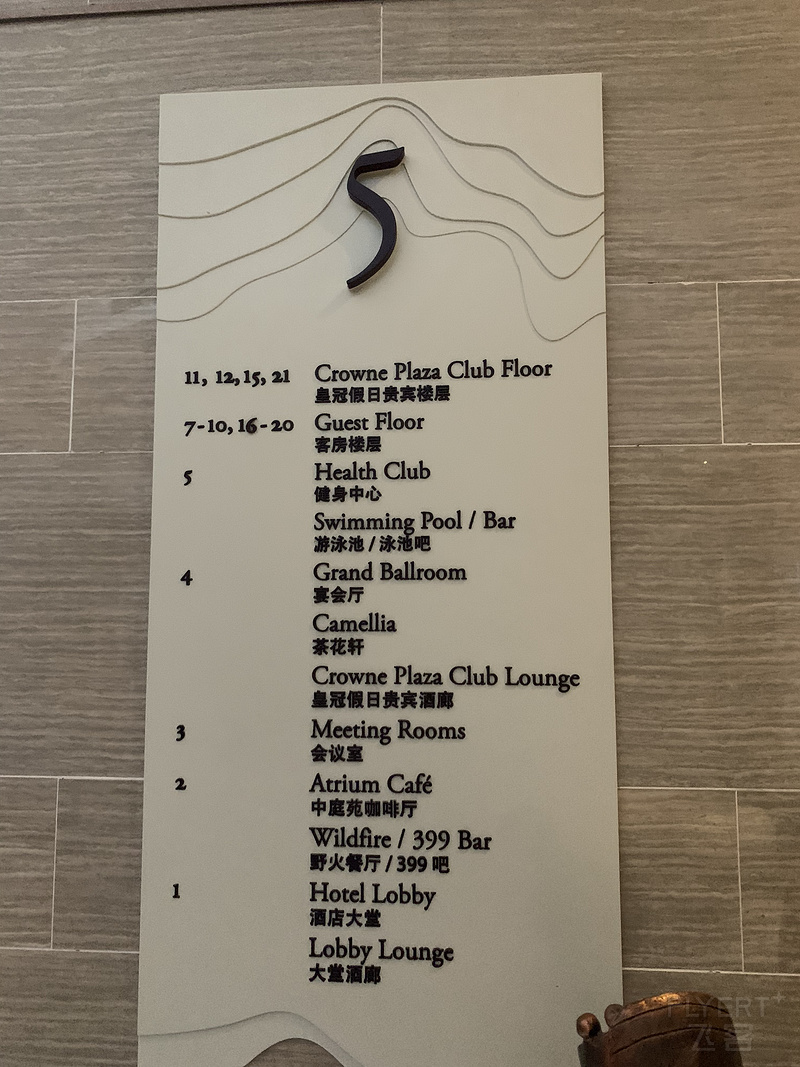 5
11, 12, 15, 21 Crowne Plaza Club Floor
皇冠假日贵宾楼层
7-10, 16-20 Guest Floor
客房楼层
5 Health Club
健身中心
Swimming Pool / Bar
游泳池 / 泳池吧
4 Grand Ballroom
宴会厅
Camellia
茶花轩
Crowne Plaza Club Lounge
皇冠假日贵宾酒廊
3 Meeting Rooms
会议室
2 Atrium Café
中庭苑咖啡厅
Wildfire / 399 Bar
野火餐厅 / 399 吧
1 Hotel Lobby
酒店大堂
Lobby Lounge
大堂酒廊
FLYERT+
飞客